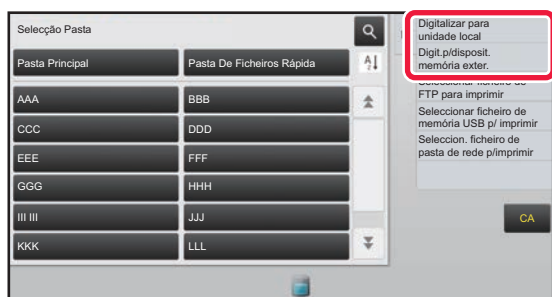 Selecção Pasta
Pasta Principal
Pasta De Ficheiros Rápida
AAA
BBB
CCC
DDD
EEE
FFF
GGG
HHH
III III
JJJ
KKK
LLL
Digitalizar para
unidade local
Digit.p/disposit.
memória exter.
Seleccionar ficheiro de
FTP para imprimir
Seleccionar ficheiro de
memória USB p/ imprimir
Seleccion. ficheiro de
pasta de rede p/imprimir
CA